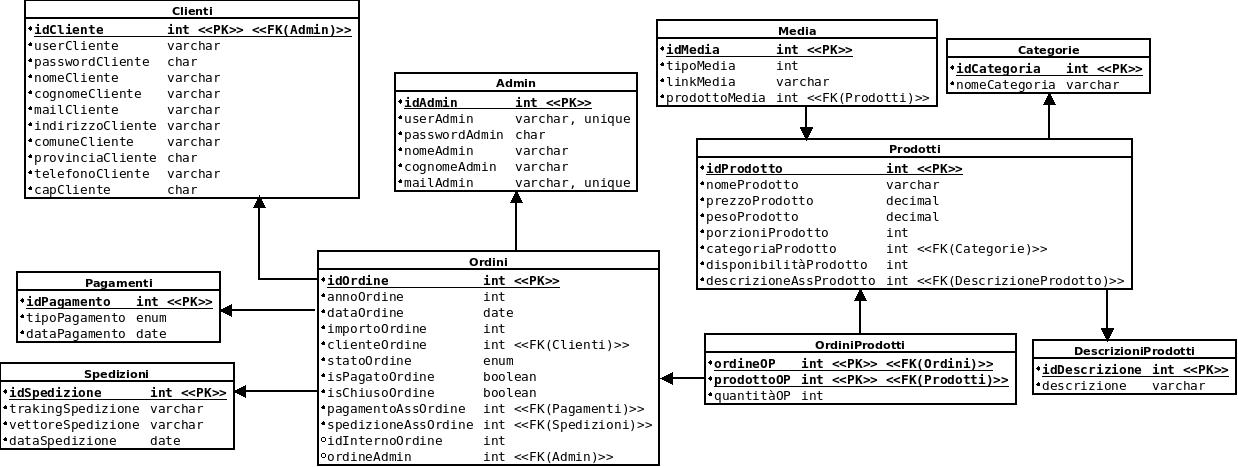 Clienti
idCliente int <<PK>> <<FK(Admin)>>
userCliente varchar
passwordCliente char
nomeCliente varchar
cognomeCliente varchar
mailCliente varchar
indirizzoCliente varchar
comuneCliente varchar
provinciaCliente char
telefonoCliente varchar
capCliente char
Admin
idAdmin int <<PK>>
userAdmin varchar, unique
passwordAdmin char
nomeAdmin varchar
cognomeAdmin varchar
mailAdmin varchar, unique
Media
idMedia int <<PK>>
tipoMedia int
linkMedia varchar
prodottoMedia int <<FK(Prodotti)>>
Categorie
idCategoria int <<PK>>
nomeCategoria varchar
Prodotti
idProdotto int <<PK>>
nomeProdotto varchar
prezzoProdotto decimal
pesoProdotto decimal
porzioniProdotto int
categoriaProdotto int <<FK(Categorie)>>
disponibilitàProdotto int
descrizioneAssProdotto int <<FK(DescrizioneProdotto)>>
Pagamenti
idPagamento int <<PK>>
tipoPagamento enum
dataPagamento date
Spedizioni
idSpedizione int <<PK>>
trakingSpedizione varchar
vettoreSpedizione varchar
dataSpedizione date
Ordini
idOrdine int <<PK>>
annoOrdine int
dataOrdine date
importoOrdine int
clienteOrdine int <<FK(Clienti)>>
statoOrdine enum
isPagatoOrdine boolean
isChiusoOrdine boolean
pagamentoAssOrdine int <<FK(Pagamenti)>>
spedizioneAssOrdine int <<FK(Spedizioni)>>
idInternoOrdine int
ordineAdmin int <<FK(Admin)>>
OrdiniProdotti
ordineOP int <<PK>> <<FK(Ordini)>>
prodottoOP int <<PK>> <<FK(Prodotti)>>
quantitàOP int
DescrizioniProdotti
idDescrizione int <<PK>>
descrizione varchar